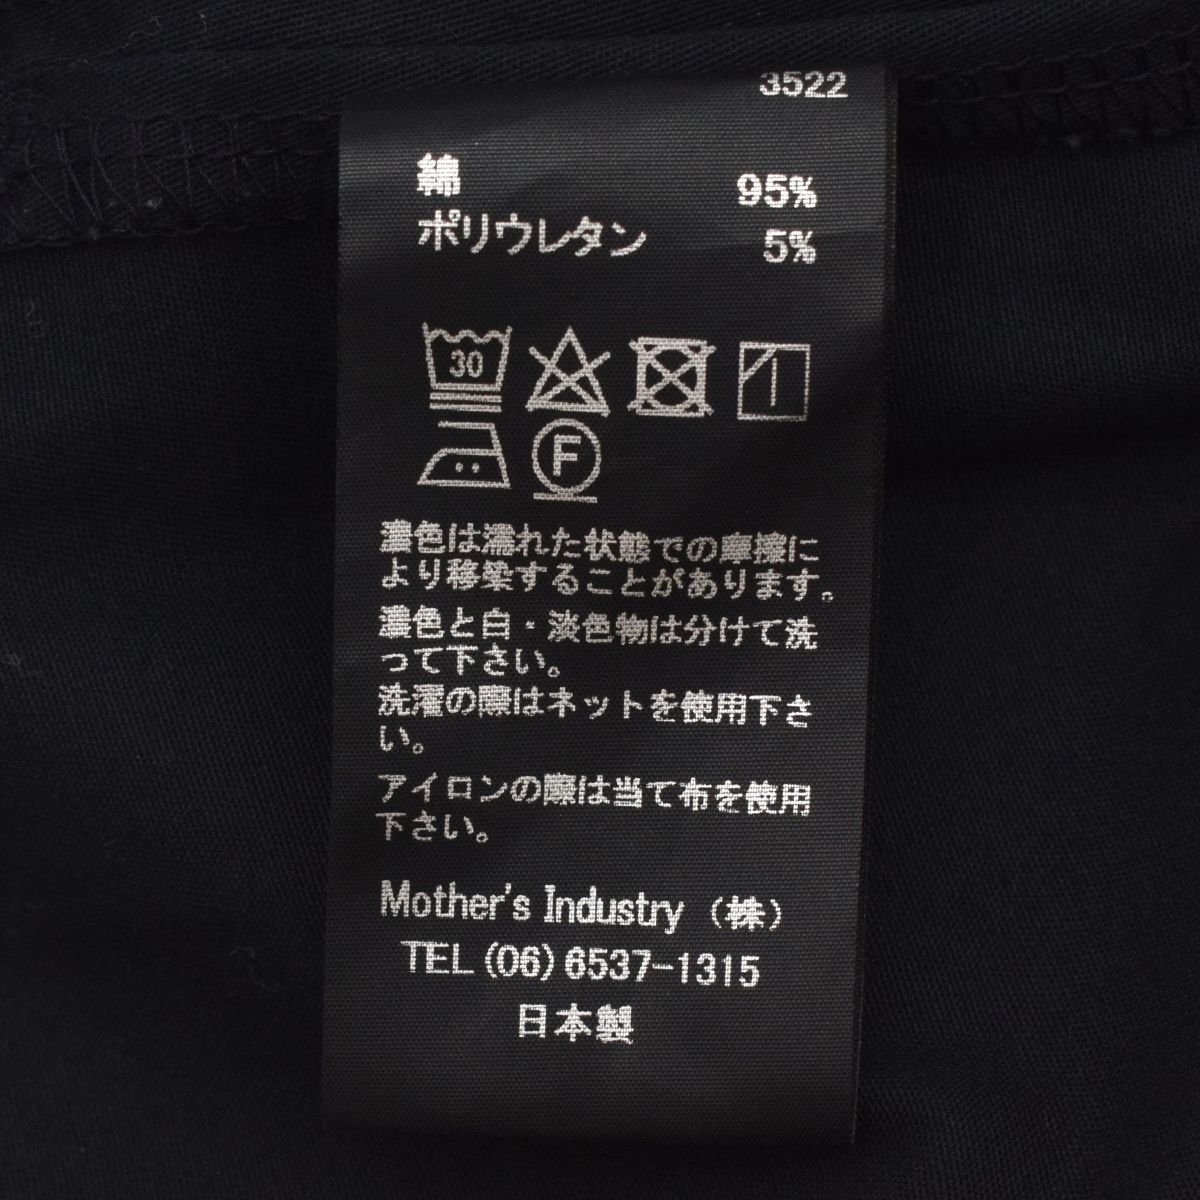 3522
綿 95%
ポリウレタン 5%
30
F
濃色は濡れた状態での摩擦に
より移染することがあります。
濃色と白・淡色物は分けて洗
って下さい。
洗濯の際はネットを使用下さ
い。
アイロンの際は当て布を使用
下さい。
Mother's Industry (株)
TEL (06) 6537-1315
日本製